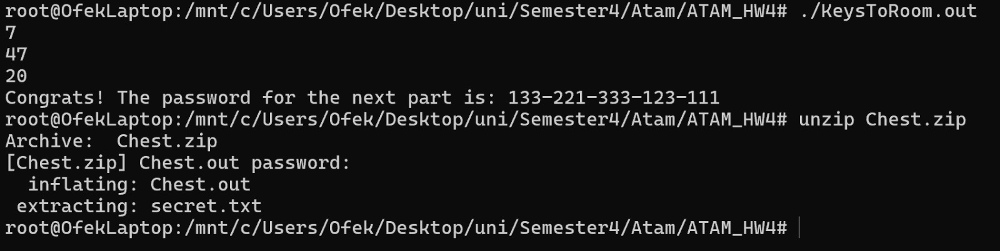 root@OfekLaptop:/mnt/c/Users/Ofek/Desktop/uni/Semester4/Atam/ATAM_HW4# ./KeysToRoom.out
7
47
20
Congrats! The password for the next part is: 133-221-333-123-111
root@OfekLaptop:/mnt/c/Users/Ofek/Desktop/uni/Semester4/Atam/ATAM_HW4# unzip Chest.zip
Archive:  Chest.zip
[Chest.zip] Chest.out password:
  inflating: Chest.out
 extracting: secret.txt
root@OfekLaptop:/mnt/c/Users/Ofek/Desktop/uni/Semester4/Atam/ATAM_HW4#